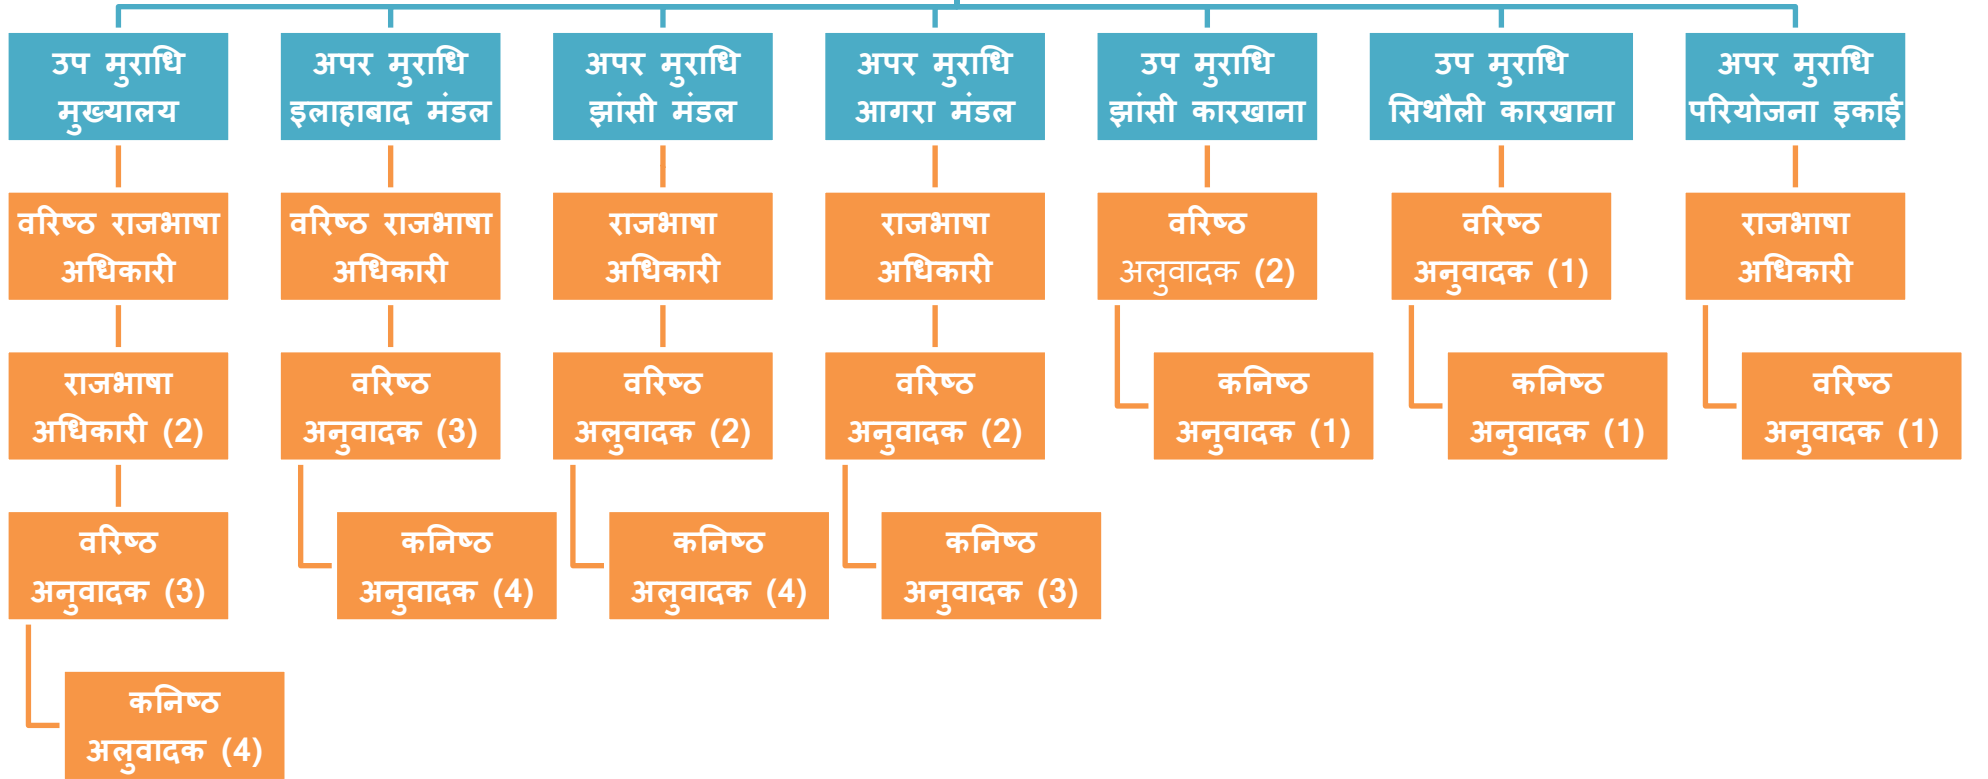 उप मुराधि
मुख्यालय
अपर मुराधि
इलाहाबाद मंडल
अपर मुराधि
झांसी मंडल
अपर मुराधि
आगरा मंडल
उप मुराधि
झांसी कारखाना
उप मुराधि
सिथौली कारखाना
अपर मुराधि
परियोजना इकाई
वरिष्ठ राजभाषा
अधिकारी
वरिष्ठ राजभाषा
अधिकारी
राजभाषा
अधिकारी
राजभाषा
अधिकारी
वरिष्ठ
अलुवादक (2)
वरिष्ठ
अनुवादक (1)
राजभाषा
अधिकारी
राजभाषा
अधिकारी (2)
वरिष्ठ
अनुवादक (3)
वरिष्ठ
अलुवादक (2)
वरिष्ठ
अनुवादक (2)
कनिष्ठ
अनुवादक (1)
कनिष्ठ
अनुवादक (1)
वरिष्ठ
अनुवादक (1)
वरिष्ठ
अनुवादक (3)
कनिष्ठ
अनुवादक (4)
कनिष्ठ
अलुवादक (4)
कनिष्ठ
अनुवादक (3)
कनिष्ठ
अलुवादक (4)